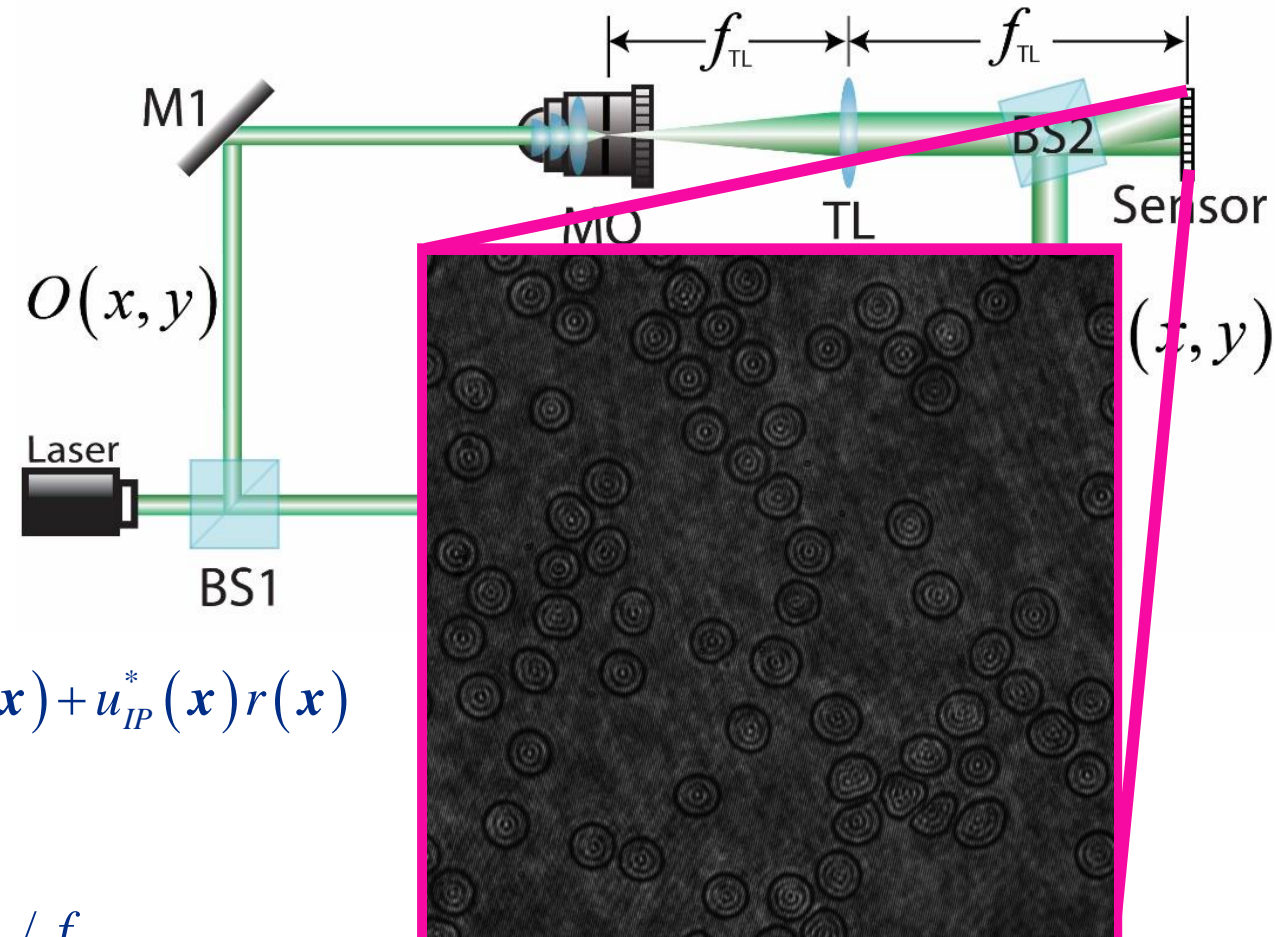 f_TL f_TL
M1
BS2
Sensor
MO TL
O(x, y)
(x, y)
Laser
BS1
x) + u*_IP (x) r(x)
/ f